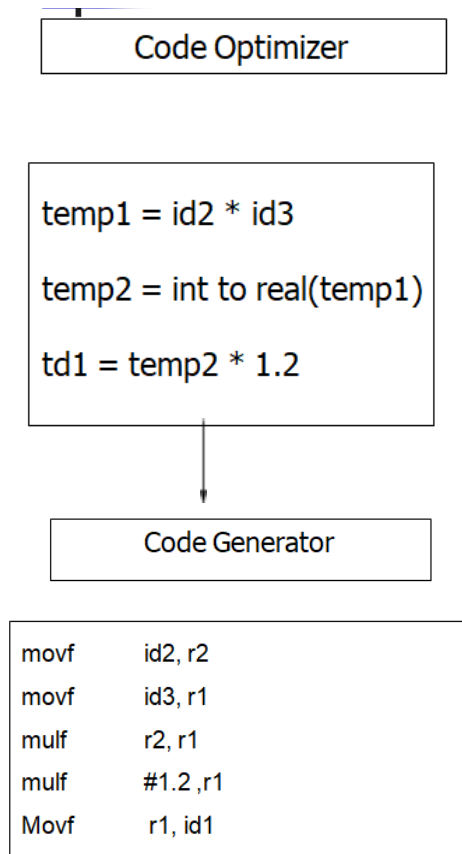 Code Optimizer
temp1 = id2 * id3
temp2 = int to real(temp1)
td1 = temp2 * 1.2
Code Generator
movf id2, r2
movf id3, r1
mulf r2, r1
mulf #1.2 ,r1
Movf r1, id1